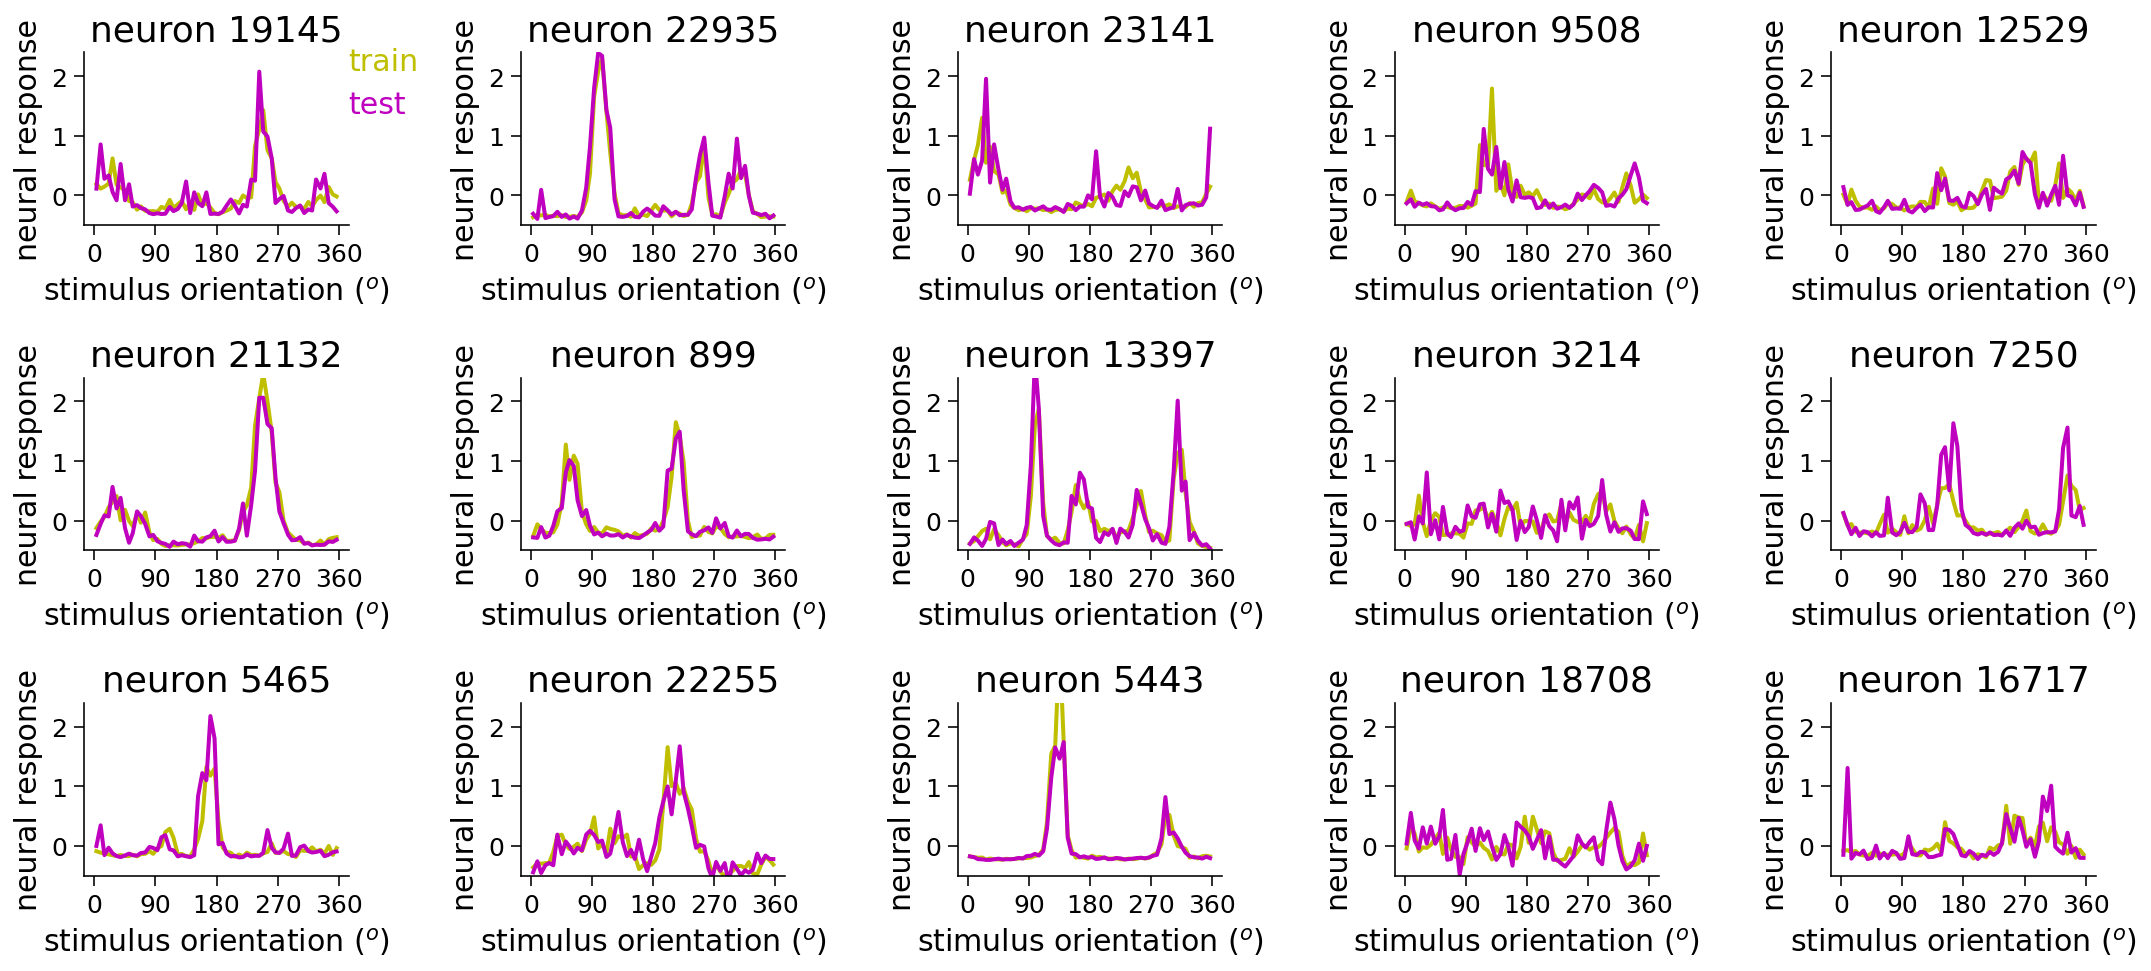 neuron 19145
train
test
neural response
2
1
0
0 90 180 270 360
stimulus orientation (o)
neuron 22935
neural response
2
1
0
0 90 180 270 360
stimulus orientation (o)
neuron 23141
neural response
2
1
0
0 90 180 270 360
stimulus orientation (o)
neuron 9508
neural response
2
1
0
0 90 180 270 360
stimulus orientation (o)
neuron 12529
neural response
2
1
0
0 90 180 270 360
stimulus orientation (o)
neuron 21132
neural response
2
1
0
0 90 180 270 360
stimulus orientation (o)
neuron 899
neural response
2
1
0
0 90 180 270 360
stimulus orientation (o)
neuron 13397
neural response
2
1
0
0 90 180 270 360
stimulus orientation (o)
neuron 3214
neural response
2
1
0
0 90 180 270 360
stimulus orientation (o)
neuron 7250
neural response
2
1
0
0 90 180 270 360
stimulus orientation (o)
neuron 5465
neural response
2
1
0
0 90 180 270 360
stimulus orientation (o)
neuron 22255
neural response
2
1
0
0 90 180 270 360
stimulus orientation (o)
neuron 5443
neural response
2
1
0
0 90 180 270 360
stimulus orientation (o)
neuron 18708
neural response
2
1
0
0 90 180 270 360
stimulus orientation (o)
neuron 16717
neural response
2
1
0
0 90 180 270 360
stimulus orientation (o)